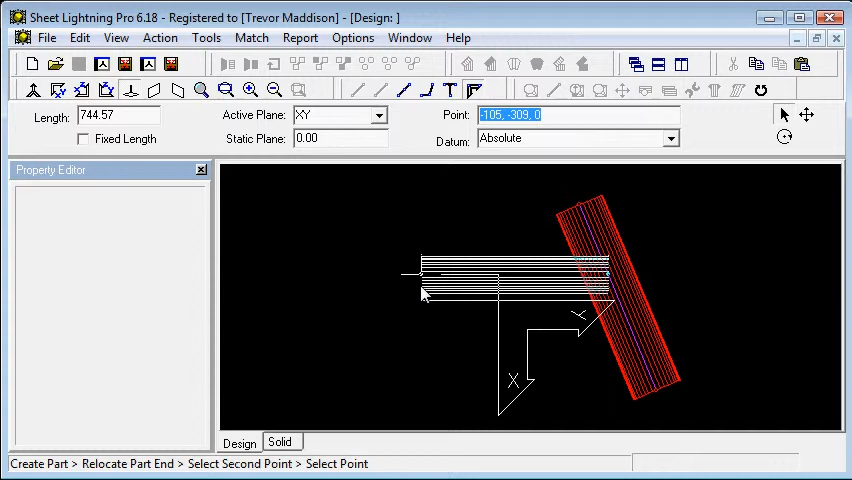 Sheet Lightning Pro 6.18 - Registered to [Trevor Maddison] - [Design: ]
File Edit View Action Tools Match Report Options Window Help
Length: 744.57 Active Plane: XY Point: -105, -309, 0
Fixed Length Static Plane: 0.00 Datum: Absolute
Property Editor
Y
X
Design Solid
Create Part > Relocate Part End > Select Second Point > Select Point